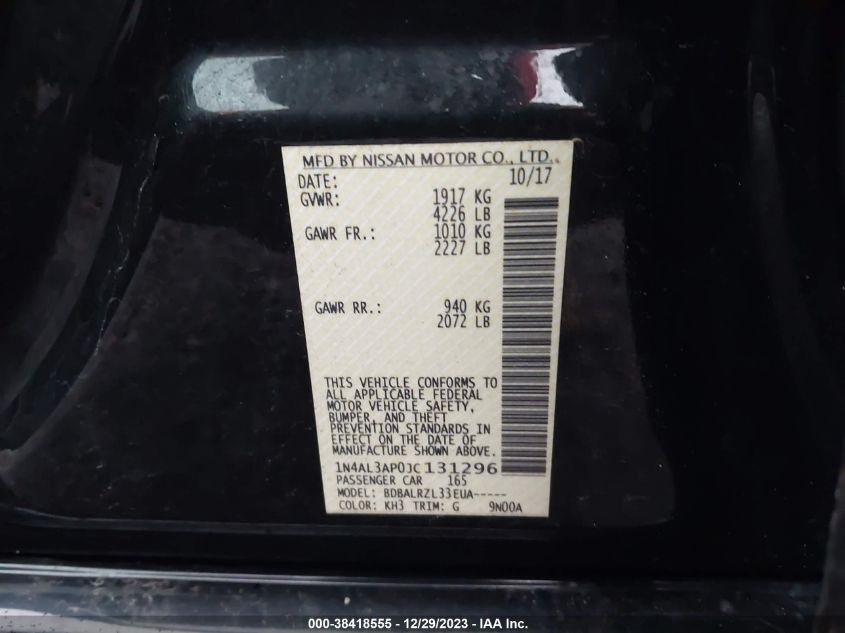 MFD BY NISSAN MOTOR CO., LTD.
DATE: 10/17
GVWR: 1917 KG
4226 LB
GAWR FR.: 1010 KG
2227 LB
GAWR RR.: 940 KG
2072 LB
THIS VEHICLE CONFORMS TO
ALL APPLICABLE FEDERAL
MOTOR VEHICLE SAFETY,
BUMPER, AND THEFT
PREVENTION STANDARDS IN
EFFECT ON THE DATE OF
MANUFACTURE SHOWN ABOVE.
1N4AL3AP0JC131296
PASSENGER CAR 165
MODEL: BDBALRZL33EUA-----
COLOR: KH3 TRIM: G 9N00A
000-38418555 - 12/29/2023 - IAA Inc.